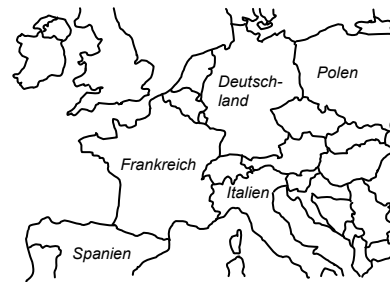 Deutsch-
land
Polen
Frankreich
Italien
Spanien